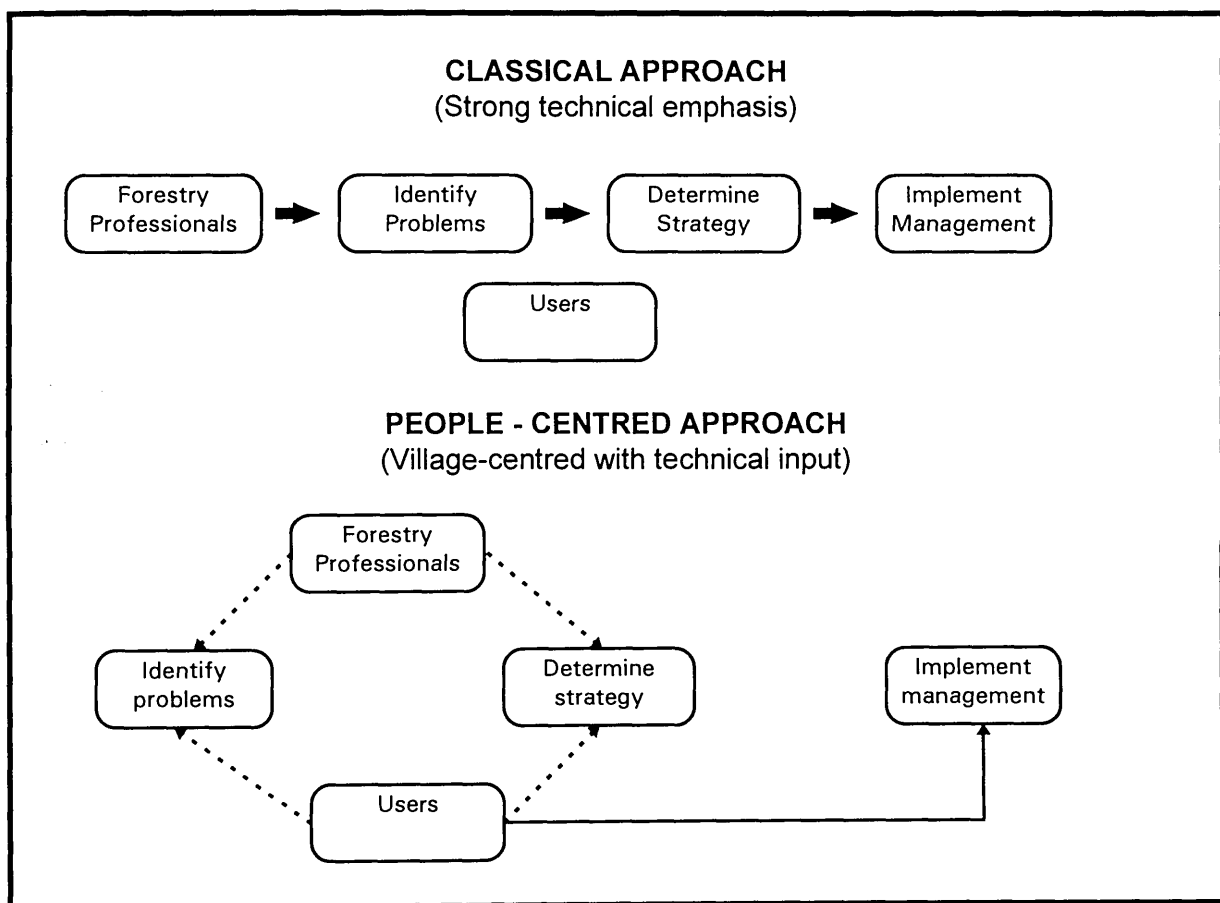 CLASSICAL APPROACH
(Strong technical emphasis)
Forestry
Professionals
Identify
Problems
Determine
Strategy
Implement
Management
Users
PEOPLE - CENTRED APPROACH
(Village-centred with technical input)
Forestry
Professionals
Identify
problems
Determine
strategy
Implement
management
Users